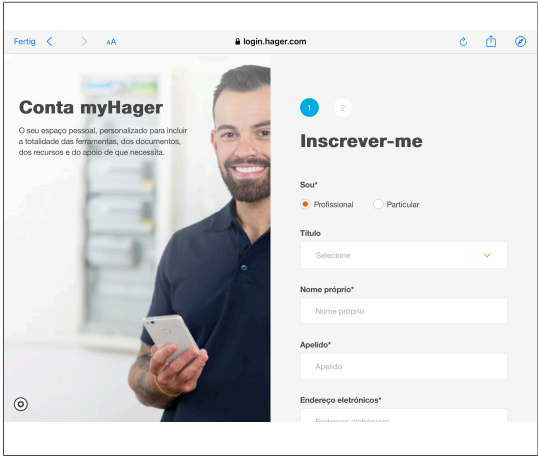 Fertig
AA
login.hager.com
Conta myHager
O seu espaço pessoal, personalizado para incluir
a totalidade das ferramentas, dos documentos,
dos recursos e do apoio de que necessita.
1
2
Inscrever-me
Sou*
Profissional
Particular
Título
Selecione
Nome próprio*
Nome próprio
Apelido*
Apelido
Endereço eletrónicos*
Endereço eletrónicos